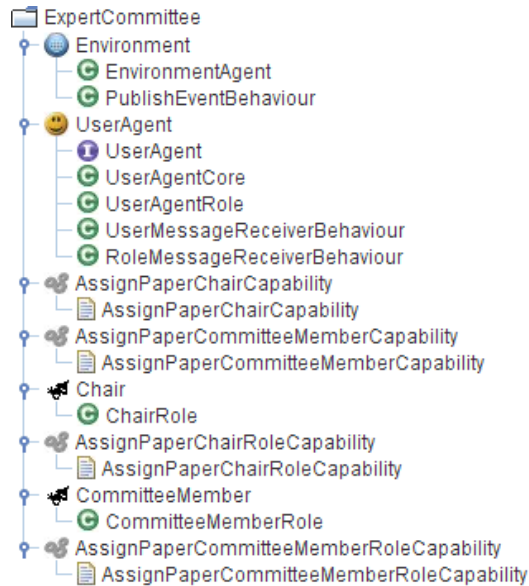 ExpertCommittee
Environment
EnvironmentAgent
PublishEventBehaviour
UserAgent
UserAgent
UserAgentCore
UserAgentRole
UserMessageReceiverBehaviour
RoleMessageReceiverBehaviour
AssignPaperChairCapability
AssignPaperChairCapability
AssignPaperCommitteeMemberCapability
AssignPaperCommitteeMemberCapability
Chair
ChairRole
AssignPaperChairRoleCapability
AssignPaperChairRoleCapability
CommitteeMember
CommitteeMemberRole
AssignPaperCommitteeMemberRoleCapability
AssignPaperCommitteeMemberRoleCapability